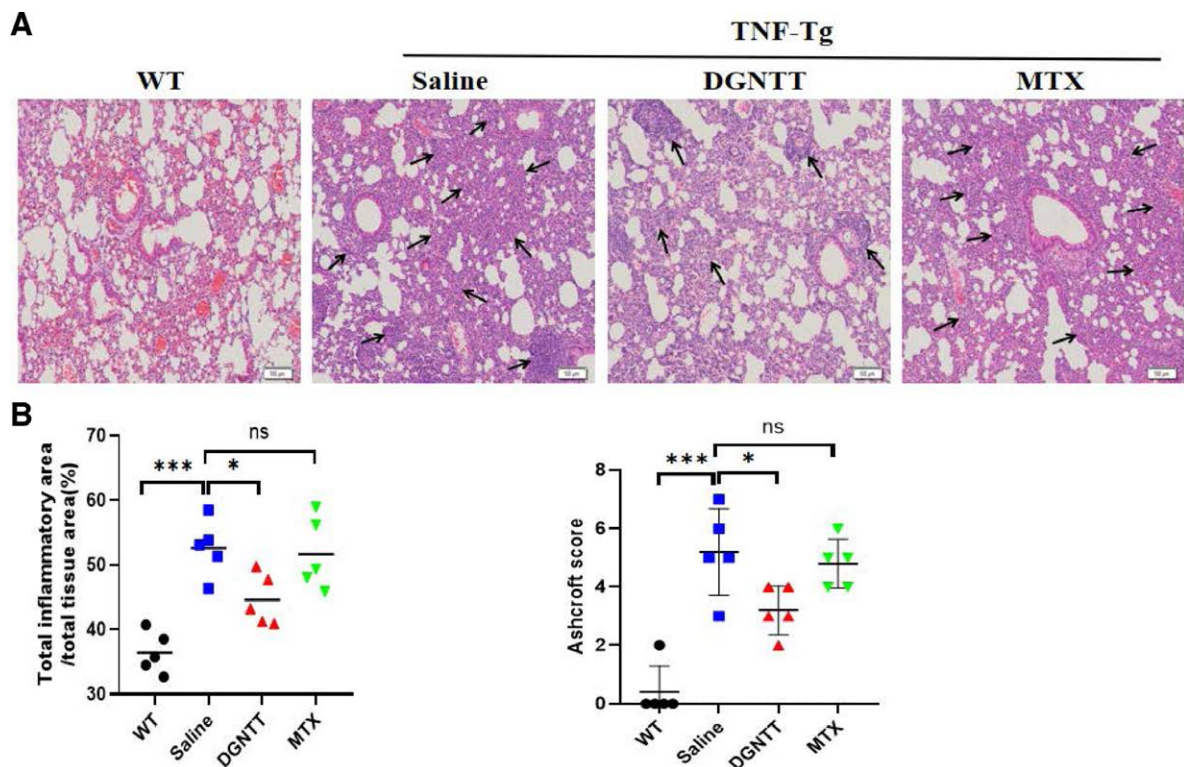 A
TNF-Tg
WT
Saline
DGNTT
MTX
B
Total inflammatory area
/total tissue area(%)
70
60
50
40
30
***
*
ns
WT
Saline
DGNTT
MTX
Ashcroft score
8
6
4
2
0
***
*
ns
WT
Saline
DGNTT
MTX